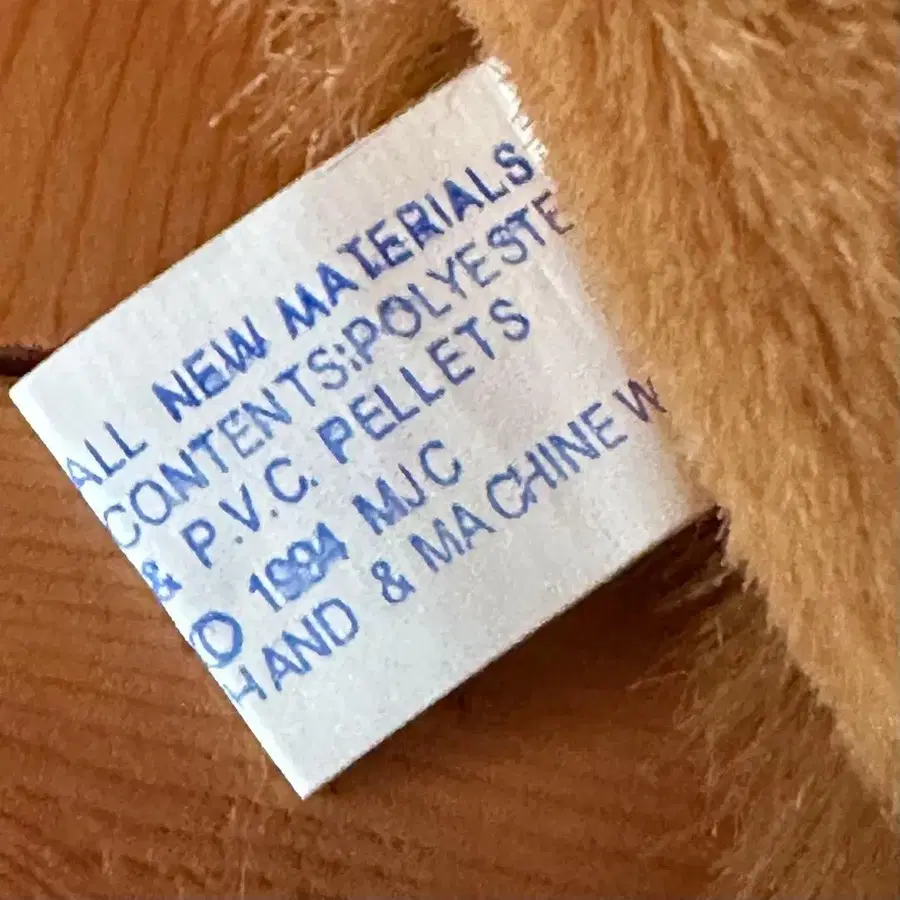 ALL NEW MATERIALS
CONTENTS:POLYESTE
& P.V.C. PELLETS
© 1994 MJC
HAND & MACHINE W